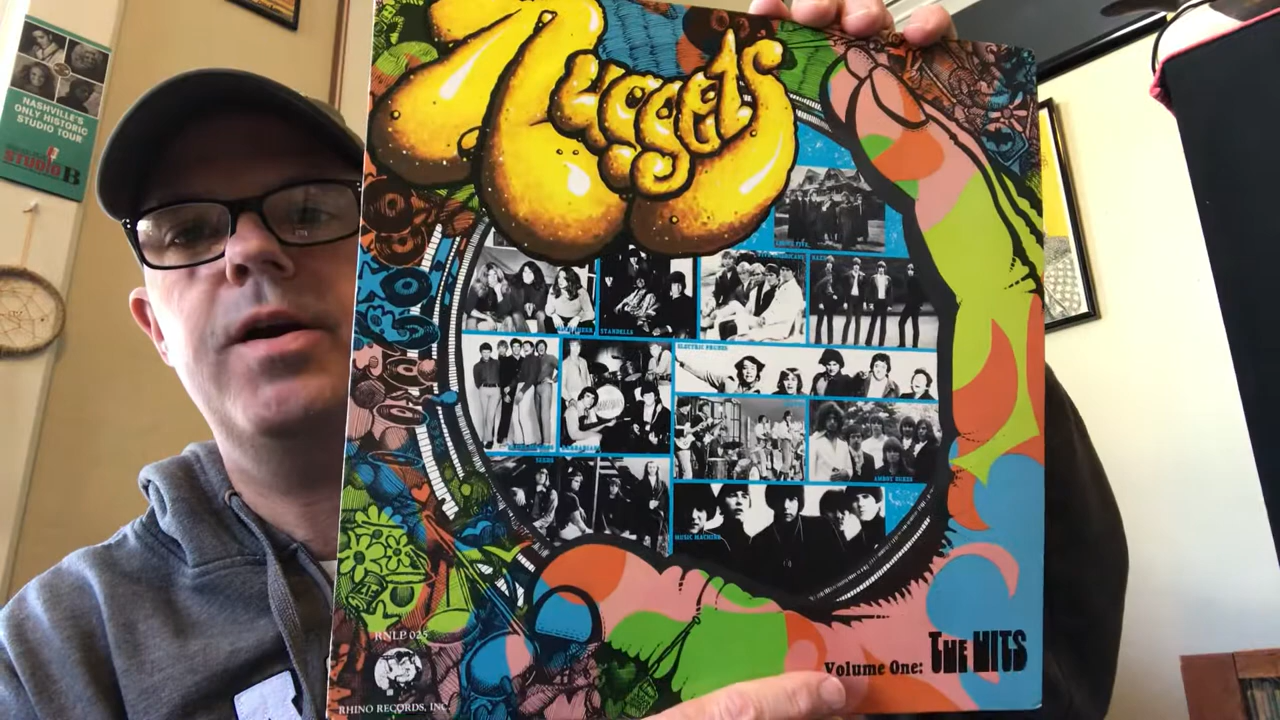 NASHVILLE'S
ONLY HISTORIC
STUDIO TOUR
STUDIO B
Nuggets
STANDELLS
NAZZ
ELECTRIC PRUNES
SEEDS
AMBOY DUKES
MUSIC MACHINE
RNLP 025
RHINO RECORDS, INC.
Volume One: THE HITS